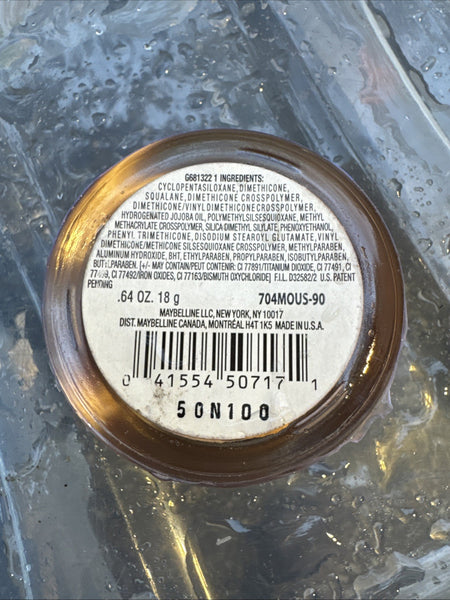 G681322 1 INGREDIENTS:
CYCLOPENTASILOXANE, DIMETHICONE,
SQUALANE, DIMETHICONE CROSSPOLYMER,
DIMETHICONE/VINYL DIMETHICONE CROSSPOLYMER,
HYDROGENATED JOJOBA OIL, POLYMETHYLSILSESQUIOXANE, METHYL
METHACRYLATE CROSSPOLYMER, SILICA DIMETHYL SILYLATE, PHENOXYETHANOL,
PHENYL TRIMETHICONE, DISODIUM STEAROYL GLUTAMATE, VINYL
DIMETHICONE/METHICONE SILSESQUIOXANE CROSSPOLYMER, METHYLPARABEN,
ALUMINUM HYDROXIDE, BHT, ETHYLPARABEN, PROPYLPARABEN, ISOBUTYLPARABEN,
BUTYLPARABEN. [+/- MAY CONTAIN/PEUT CONTENIR: CI 77891/TITANIUM DIOXIDE, CI 77491, CI
77499, CI 77492/IRON OXIDES, CI 77163/BISMUTH OXYCHLORIDE] F.I.L. D32582/2 U.S. PATENT
PENDING
.64 OZ. 18 g 704MOUS-90
MAYBELLINE LLC, NEW YORK, NY 10017
DIST. MAYBELLINE CANADA, MONTRÉAL H4T 1K5 MADE IN U.S.A.
0 41554 50717 1
50N100